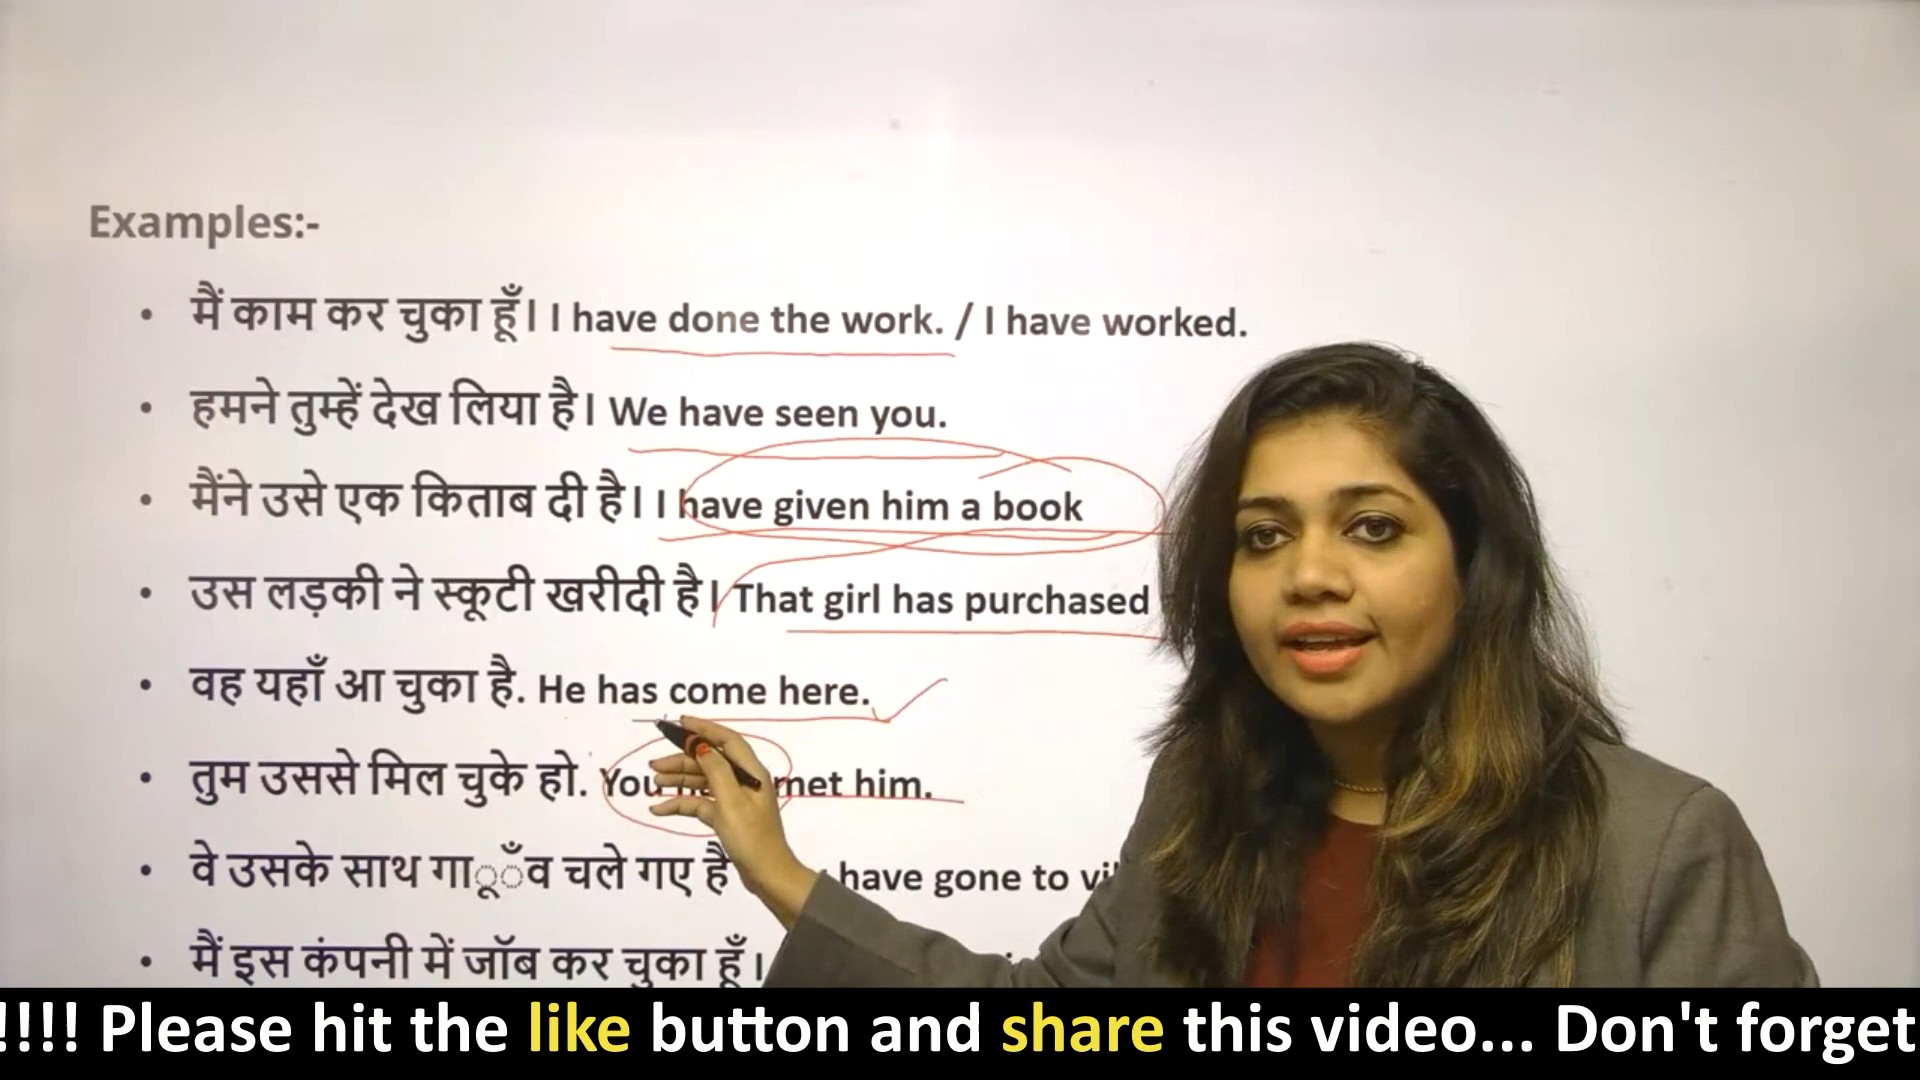 Examples:-
• मैं काम कर चुका हूँ। I have done the work. / I have worked.
• हमने तुम्हें देख लिया है। We have seen you.
• मैंने उसे एक किताब दी है। I have given him a book
• उस लड़की ने स्कूटी खरीदी है। That girl has purchased
• वह यहाँ आ चुका है. He has come here.
• तुम उससे मिल चुके हो. You met him.
• वे उसके साथ गाूँव चले गए है have gone to
• मैं इस कंपनी में जॉब कर चुका हूँ।
!!!! Please hit the like button and share this video... Don't forget